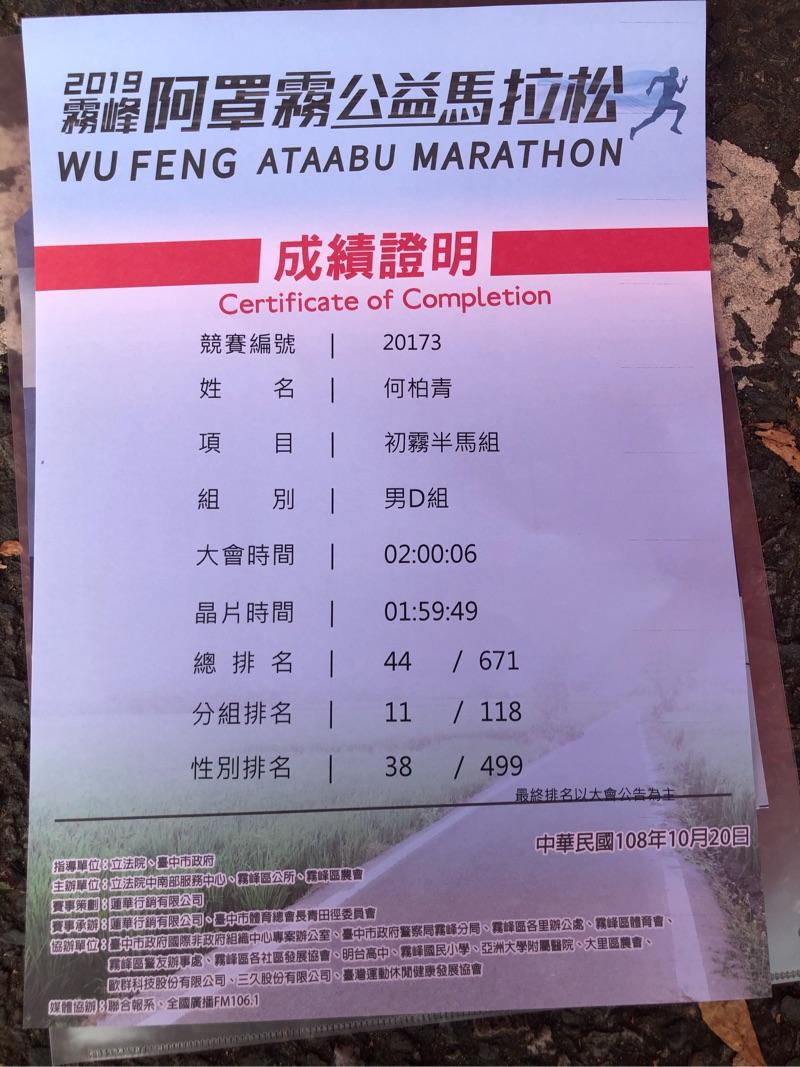 2019
霧峰 阿罩霧公益馬拉松
WU FENG ATAABU MARATHON
成績證明
Certificate of Completion
競賽編號 | 20173
姓 名 | 何柏青
項 目 | 初霧半馬組
組 別 | 男D組
大會時間 | 02:00:06
晶片時間 | 01:59:49
總 排 名 | 44 / 671
分組排名 | 11 / 118
性別排名 | 38 / 499
最終排名以大會公告為主
中華民國108年10月20日
指導單位：立法院、臺中市政府
主辦單位：立法院中南部服務中心、霧峰區公所、霧峰區農會
賽事策劃：蓮華行銷有限公司
賽事承辦：蓮華行銷有限公司、臺中市體育總會長青田徑委員會
協辦單位：臺中市政府國際非政府組織中心專案辦公室、臺中市政府警察局霧峰分局、霧峰區各里辦公處、霧峰區體育會、
霧峰區警友辦事處、霧峰區各社區發展協會、明台高中、霧峰國民小學、亞洲大學附屬醫院、大里區農會、
歐群科技股份有限公司、三久股份有限公司、臺灣運動休閒健康發展協會
媒體協辦：聯合報系、全國廣播FM106.1